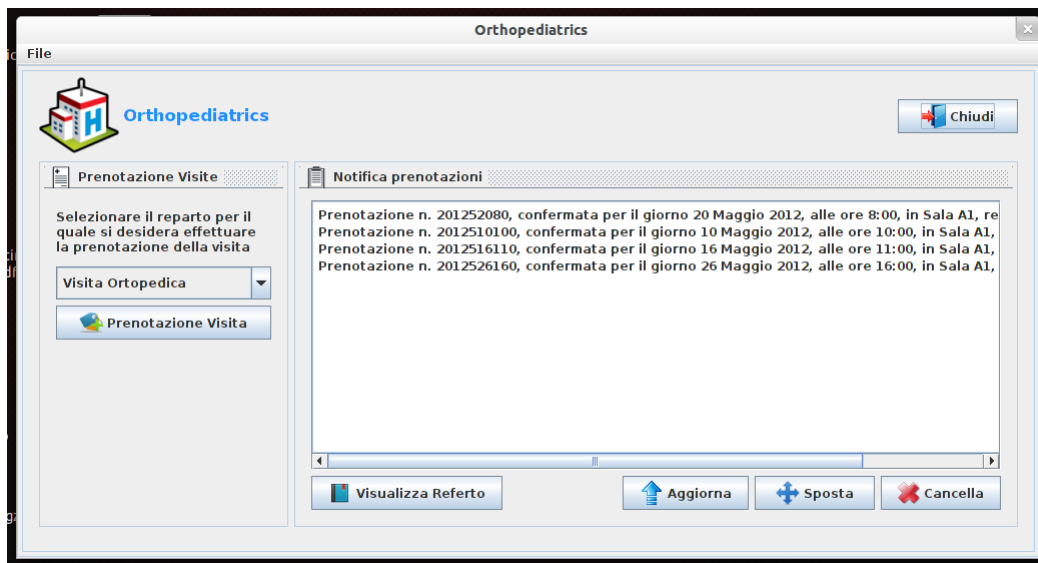 Orthopediatrics
File
Orthopediatrics
Chiudi
Prenotazione Visite
Selezionare il reparto per il
quale si desidera effettuare
la prenotazione della visita
Visita Ortopedica
Prenotazione Visita
Notifica prenotazioni
Prenotazione n. 201252080, confermata per il giorno 20 Maggio 2012, alle ore 8:00, in Sala A1, re
Prenotazione n. 2012510100, confermata per il giorno 10 Maggio 2012, alle ore 10:00, in Sala A1,
Prenotazione n. 2012516110, confermata per il giorno 16 Maggio 2012, alle ore 11:00, in Sala A1,
Prenotazione n. 2012526160, confermata per il giorno 26 Maggio 2012, alle ore 16:00, in Sala A1,
Visualizza Referto
Aggiorna
Sposta
Cancella